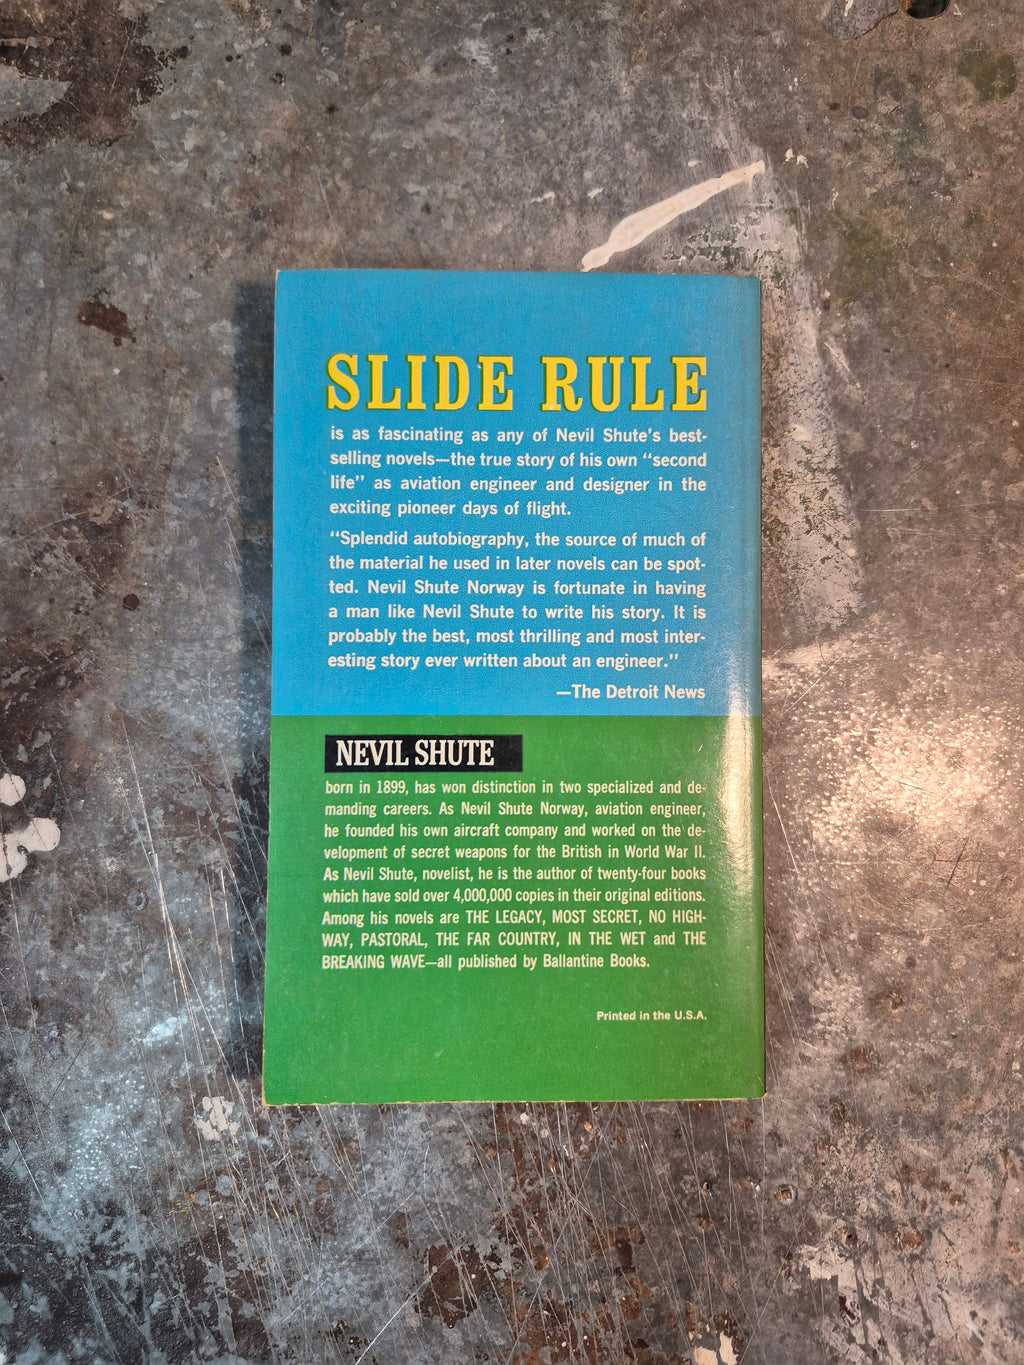 SLIDE RULE
is as fascinating as any of Nevil Shute's best-
selling novels—the true story of his own "second
life" as aviation engineer and designer in the
exciting pioneer days of flight.
"Splendid autobiography, the source of much of
the material he used in later novels can be spot-
ted. Nevil Shute Norway is fortunate in having
a man like Nevil Shute to write his story. It is
probably the best, most thrilling and most inter-
esting story ever written about an engineer."
—The Detroit News
NEVIL SHUTE
born in 1899, has won distinction in two specialized and de-
manding careers. As Nevil Shute Norway, aviation engineer,
he founded his own aircraft company and worked on the de-
velopment of secret weapons for the British in World War II.
As Nevil Shute, novelist, he is the author of twenty-four books
which have sold over 4,000,000 copies in their original editions.
Among his novels are THE LEGACY, MOST SECRET, NO HIGH-
WAY, PASTORAL, THE FAR COUNTRY, IN THE WET and THE
BREAKING WAVE—all published by Ballantine Books.
Printed in the U.S.A.